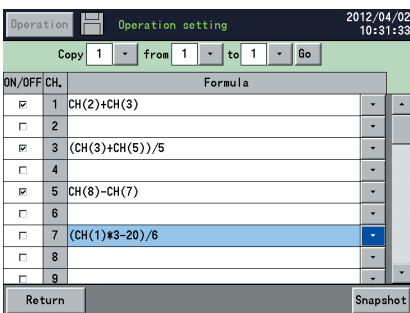 Operation Operation setting 2012/04/02
10:31:33
Copy 1 from 1 to 1 Go
ON/OFF CH. Formula
1 CH(2)+CH(3)
2
3 (CH(3)+CH(5))/5
4
5 CH(8)-CH(7)
6
7 (CH(1)*3-20)/6
8
9
Return Snapshot